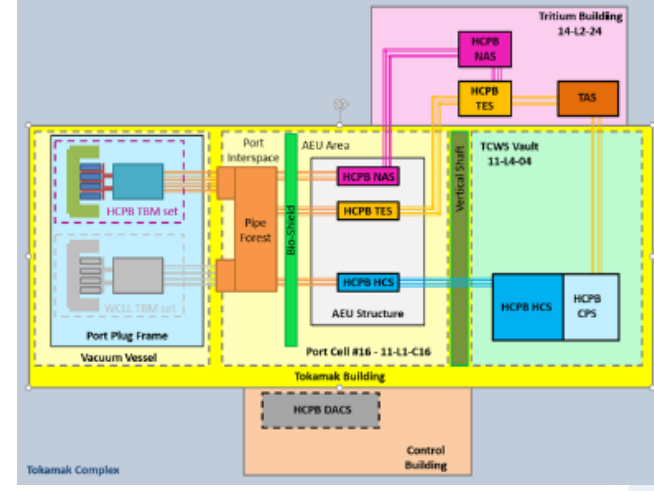 Tritium Building
14-L2-24
HCPB
NAS
HCPB
TES
TAS
Port
Interspace
AEU Area
TCWS Vault
11-L4-04
Vertical Shaft
HCPB TBM set
HCPB NAS
HCPB TES
Pipe
Forest
Bio-Shield
WCLL TBM set
HCPB HCS
HCPB HCS
HCPB
CPS
AEU Structure
Port Plug Frame
Vacuum Vessel
Port Cell #16 - 11-L1-C16
Tokamak Building
HCPB DACS
Control
Building
Tokamak Complex